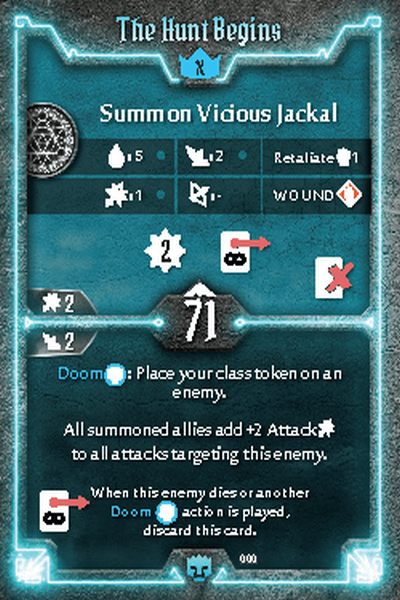 The Hunt Begins
X
Summon Vicious Jackal
: 5 : 2 Retaliate 1
: 1 : - WOUND
2
2
71
2
Doom : Place your class token on an
enemy.
All summoned allies add +2 Attack
to all attacks targeting this enemy.
When this enemy dies or another
Doom action is played,
discard this card.